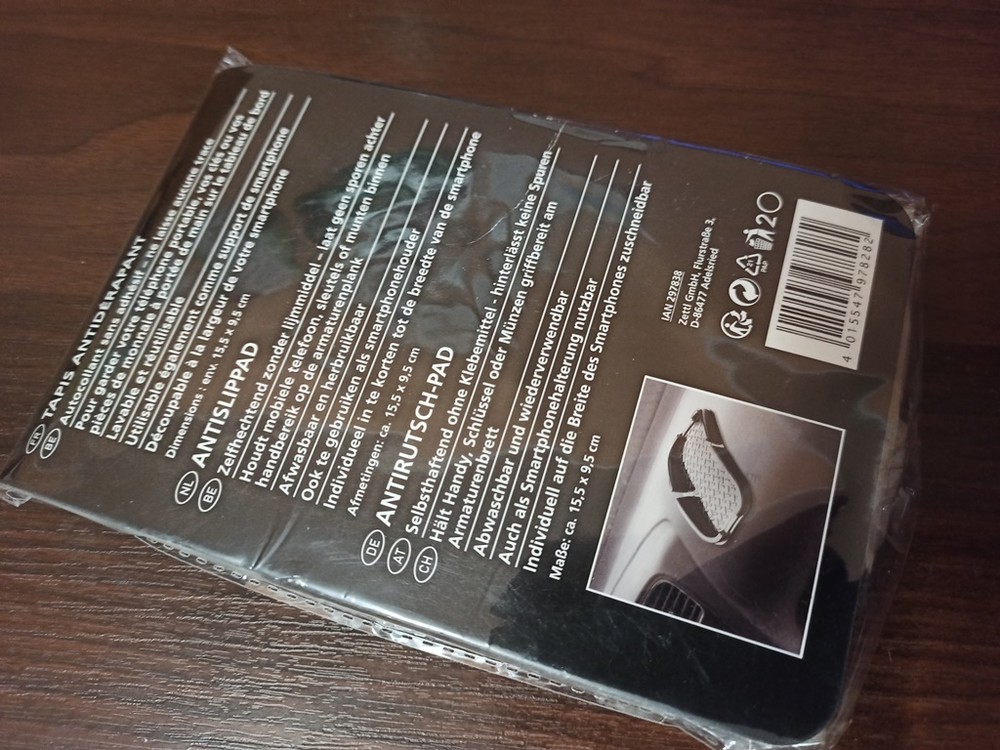 FR
BE
TAPIS ANTIDÉRAPANT
Autocollant sans adhésif - ne laisse aucune trace
Pour garder votre téléphone portable, vos clés ou vos
pièces de monnaie à portée de main sur le tableau de bord
Lavable et réutilisable
Utilisable également comme support de smartphone
Découpable à la largeur de votre smartphone
Dimensions : env. 15,5 x 9,5 cm
NL
BE
ANTISLIPPAD
Zelfhechtend zonder lijmmiddel – laat geen sporen achter
Houdt mobiele telefoon, sleutels of munten binnen
handbereik op de armaturenplank
Afwasbaar en herbruikbaar
Ook te gebruiken als smartphonehouder
Individueel in te korten tot de breedte van de smartphone
Afmetingen: ca. 15,5 x 9,5 cm
DE
AT
CH
ANTIRUTSCH-PAD
Selbsthaftend ohne Klebemittel - hinterlässt keine Spuren
Hält Handy, Schlüssel oder Münzen griffbereit am
Armaturenbrett
Abwaschbar und wiederverwendbar
Auch als Smartphonehalterung nutzbar
Individuell auf die Breite des Smartphones zuschneidbar
Maße: ca. 15,5 x 9,5 cm
IAN 297838
Zettl GmbH, Flurstraße 3,
D-86477 Adelsried
21
PAP
20
4 015547 978282